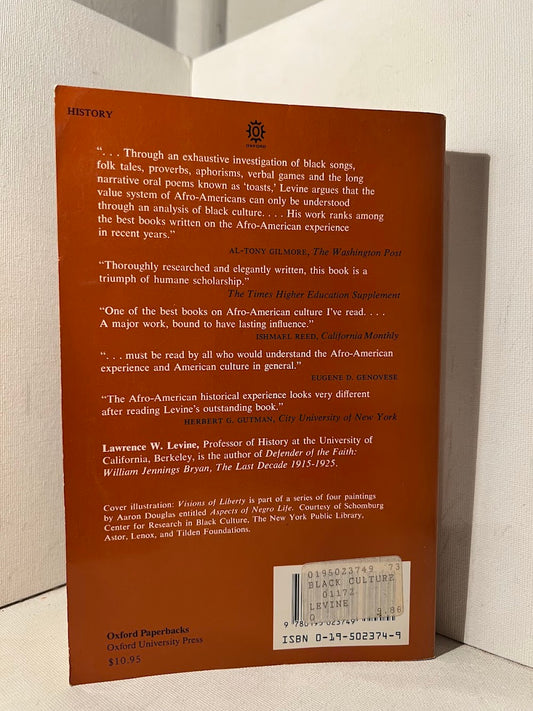 HISTORY
OXFORD
“. . . Through an exhaustive investigation of black songs,
folk tales, proverbs, aphorisms, verbal games and the long
narrative oral poems known as ‘toasts,’ Levine argues that the
value system of Afro-Americans can only be understood
through an analysis of black culture. . . . His work ranks among
the best books written on the Afro-American experience
in recent years.”
AL-TONY GILMORE, The Washington Post
“Thoroughly researched and elegantly written, this book is a
triumph of humane scholarship.”
The Times Higher Education Supplement
“One of the best books on Afro-American culture I’ve read. . . .
A major work, bound to have lasting influence.”
ISHMAEL REED, California Monthly
“. . . must be read by all who would understand the Afro-American
experience and American culture in general.”
EUGENE D. GENOVESE
“The Afro-American historical experience looks very different
after reading Levine’s outstanding book.”
HERBERT G. GUTMAN, City University of New York
Lawrence W. Levine, Professor of History at the University of
California, Berkeley, is the author of Defender of the Faith:
William Jennings Bryan, The Last Decade 1915-1925.
Cover illustration: Visions of Liberty is part of a series of four paintings
by Aaron Douglas entitled Aspects of Negro Life. Courtesy of Schomburg
Center for Research in Black Culture, The New York Public Library,
Astor, Lenox, and Tilden Foundations.
0195023749 73
BLACK CULTURE
01172
LEVINE
0 9.86
9 780195 023749
ISBN 0-19-502374-9
Oxford Paperbacks
Oxford University Press
$10.95